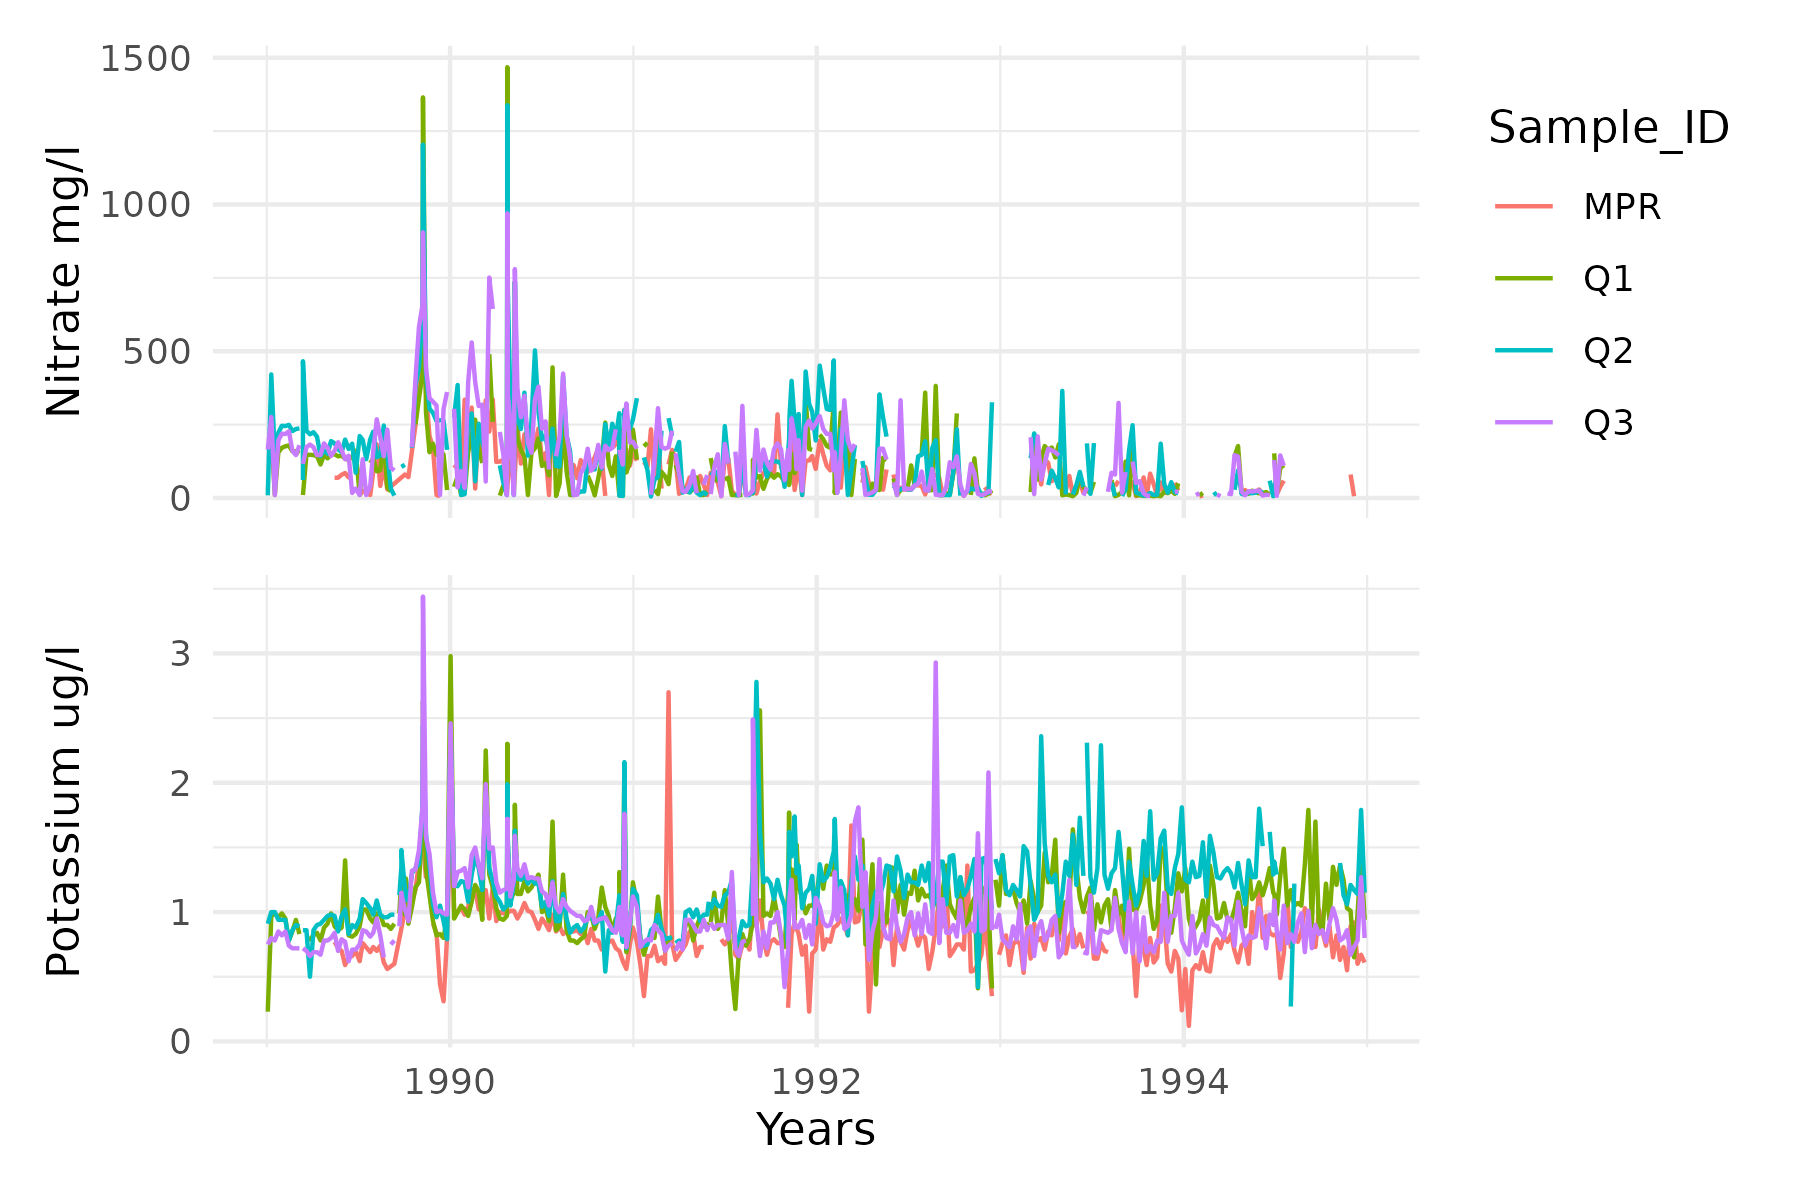 Nitrate mg/l
1500
1000
500
0
Potassium ug/l
3
2
1
0
1990
1992
1994
Years
Sample_ID
MPR
Q1
Q2
Q3